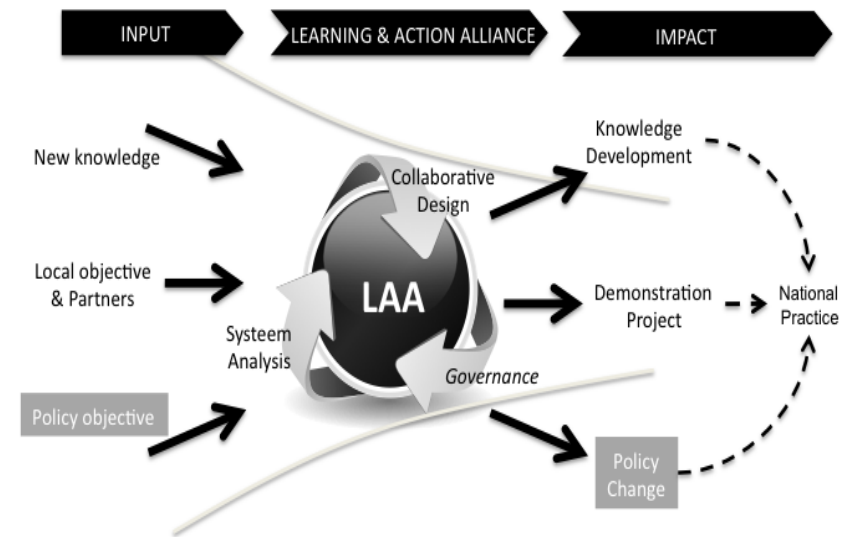 INPUT
LEARNING & ACTION ALLIANCE
IMPACT
New knowledge
Local objective
& Partners
Policy objective
Collaborative
Design
LAA
Systeem
Analysis
Governance
Knowledge
Development
Demonstration
Project
Policy
Change
National
Practice